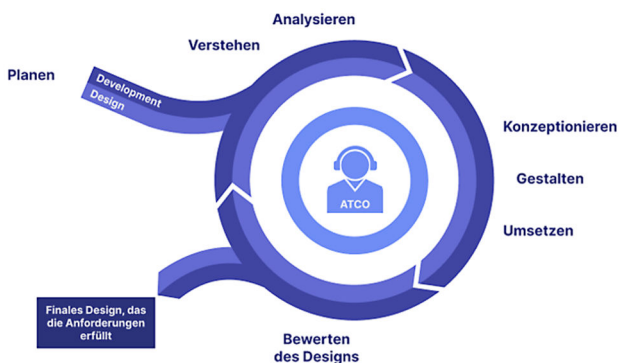 Analysieren
Verstehen
Planen
Development
Design
Konzeptionieren
Gestalten
ATCO
Umsetzen
Finales Design, das
die Anforderungen
erfüllt
Bewerten
des Designs